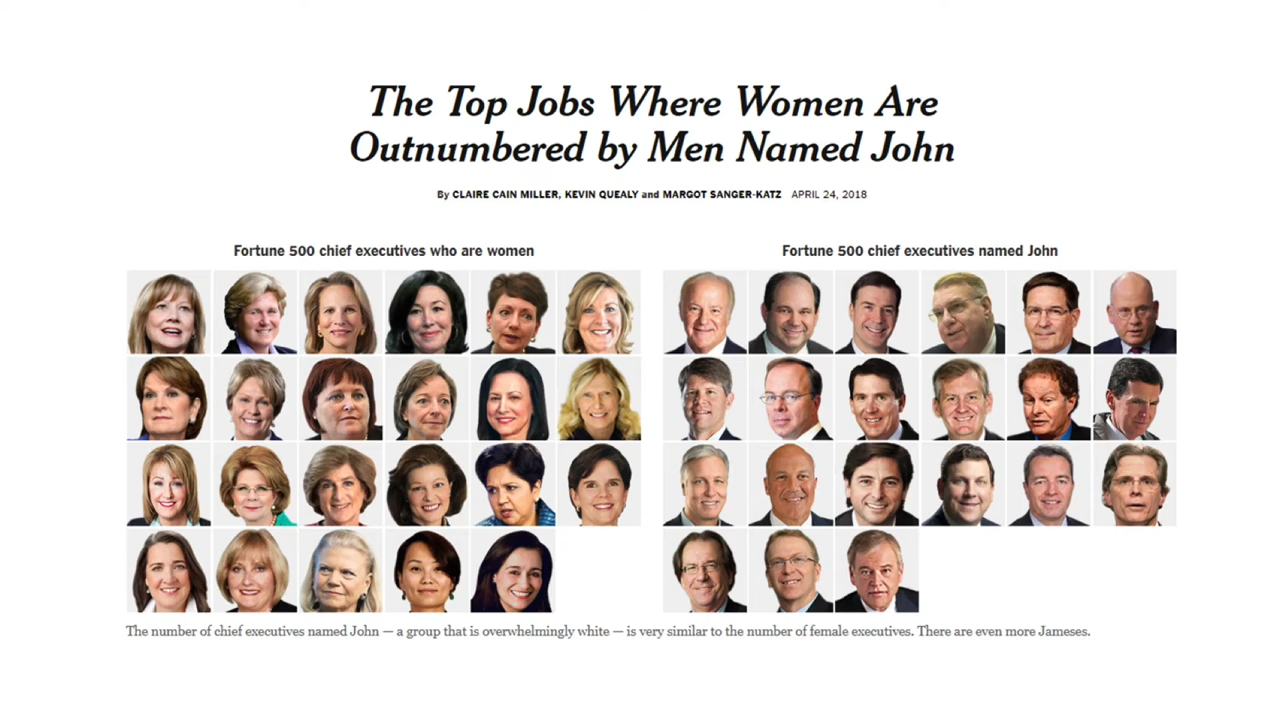 The Top Jobs Where Women Are
Outnumbered by Men Named John
By CLAIRE CAIN MILLER, KEVIN QUEALY and MARGOT SANGER-KATZ APRIL 24, 2018
Fortune 500 chief executives who are women
Fortune 500 chief executives named John
The number of chief executives named John — a group that is overwhelmingly white — is very similar to the number of female executives. There are even more Jameses.